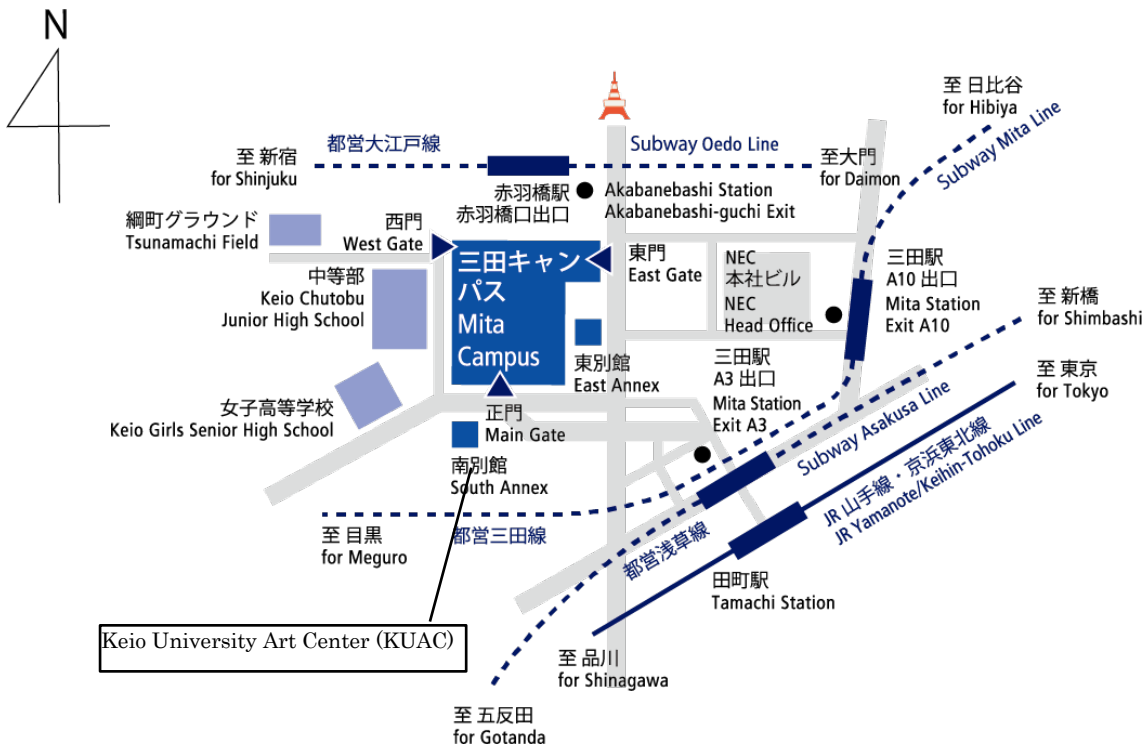 N
至 日比谷
for Hibiya
Subway Mita Line
都営大江戸線
Subway Oedo Line
至 新宿
for Shinjuku
至大門
for Daimon
赤羽橋駅
赤羽橋口出口
Akabanebashi Station
Akabanebashi-guchi Exit
綱町グラウンド
Tsunamachi Field
西門
West Gate
三田キャン
パス
Mita
Campus
東門
East Gate
NEC
本社ビル
NEC
Head Office
三田駅
A10 出口
Mita Station
Exit A10
中等部
Keio Chutobu
Junior High School
至 新橋
for Shimbashi
東別館
East Annex
三田駅
A3 出口
Mita Station
Exit A3
至 東京
for Tokyo
女子高等学校
Keio Girls Senior High School
正門
Main Gate
Subway Asakusa Line
南別館
South Annex
JR 山手線・京浜東北線
JR Yamanote/Keihin-Tohoku Line
至 目黒
for Meguro
都営三田線
都営浅草線
田町駅
Tamachi Station
Keio University Art Center (KUAC)
至 品川
for Shinagawa
至 五反田
for Gotanda